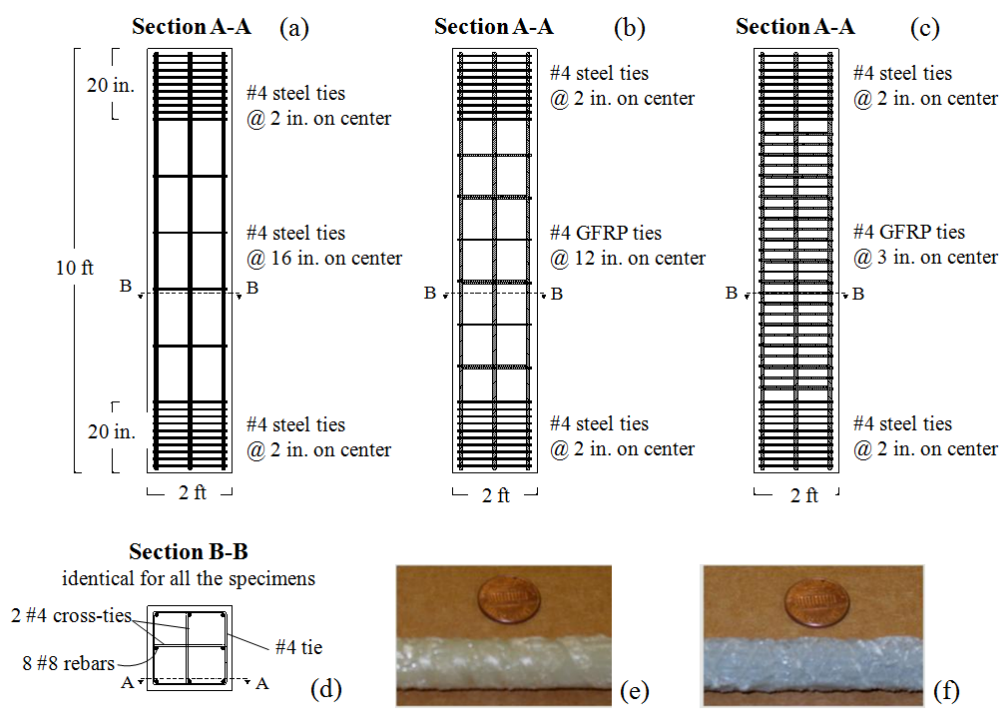 Section A-A (a)
20 in.
#4 steel ties
@ 2 in. on center
10 ft
#4 steel ties
@ 16 in. on center
B B
20 in.
#4 steel ties
@ 2 in. on center
2 ft
Section A-A (b)
#4 steel ties
@ 2 in. on center
#4 GFRP ties
@ 12 in. on center
B B
#4 steel ties
@ 2 in. on center
2 ft
Section A-A (c)
#4 steel ties
@ 2 in. on center
#4 GFRP ties
@ 3 in. on center
B B
#4 steel ties
@ 2 in. on center
2 ft
Section B-B
identical for all the specimens
2 #4 cross-ties
#4 tie
8 #8 rebars
A A
(d)
(e)
(f)